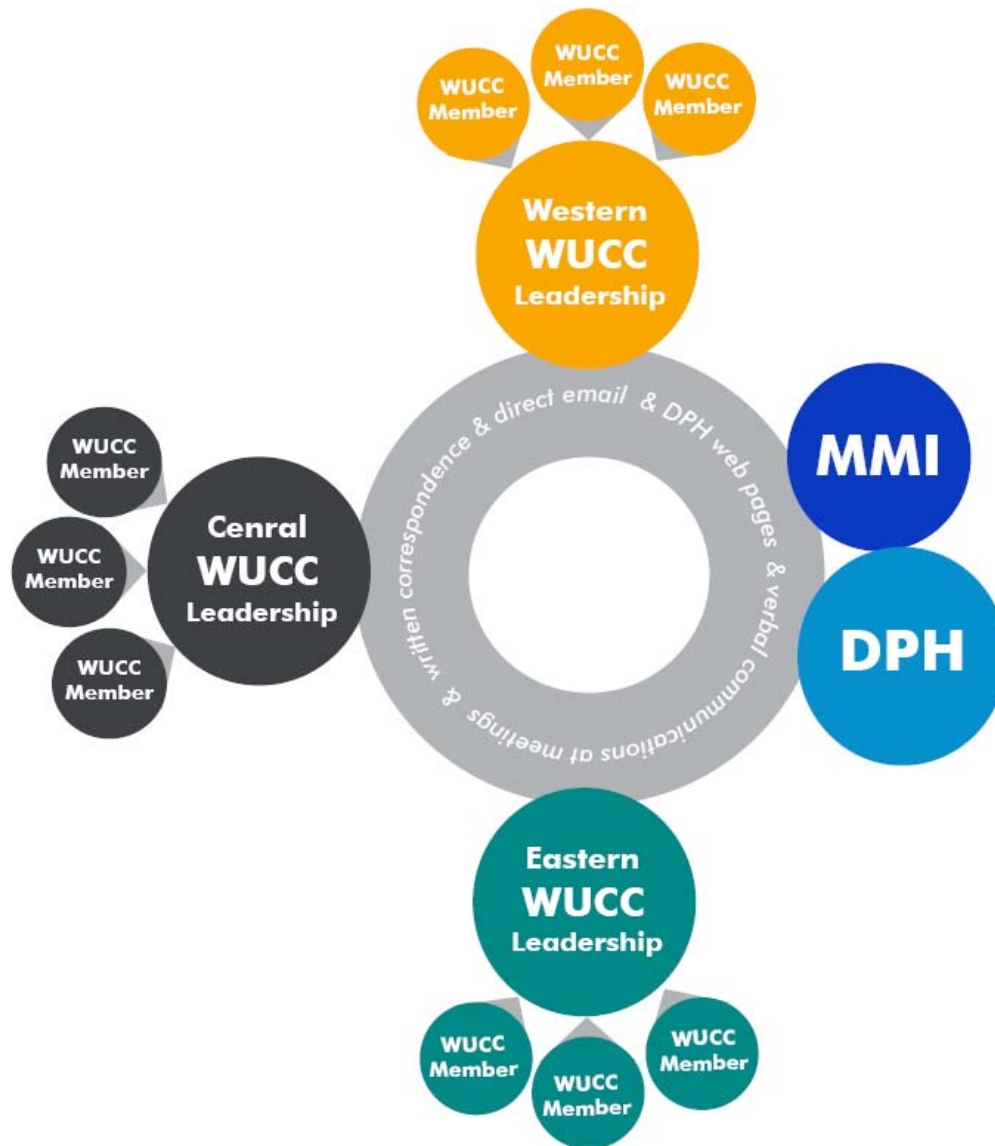 WUCC
Member
WUCC
Member
WUCC
Member
Western
WUCC
Leadership
written correspondence & direct email & DPH web pages & verbal communications at meetings &
MMI
DPH
WUCC
Member
WUCC
Member
WUCC
Member
Cenral
WUCC
Leadership
Eastern
WUCC
Leadership
WUCC
Member
WUCC
Member
WUCC
Member